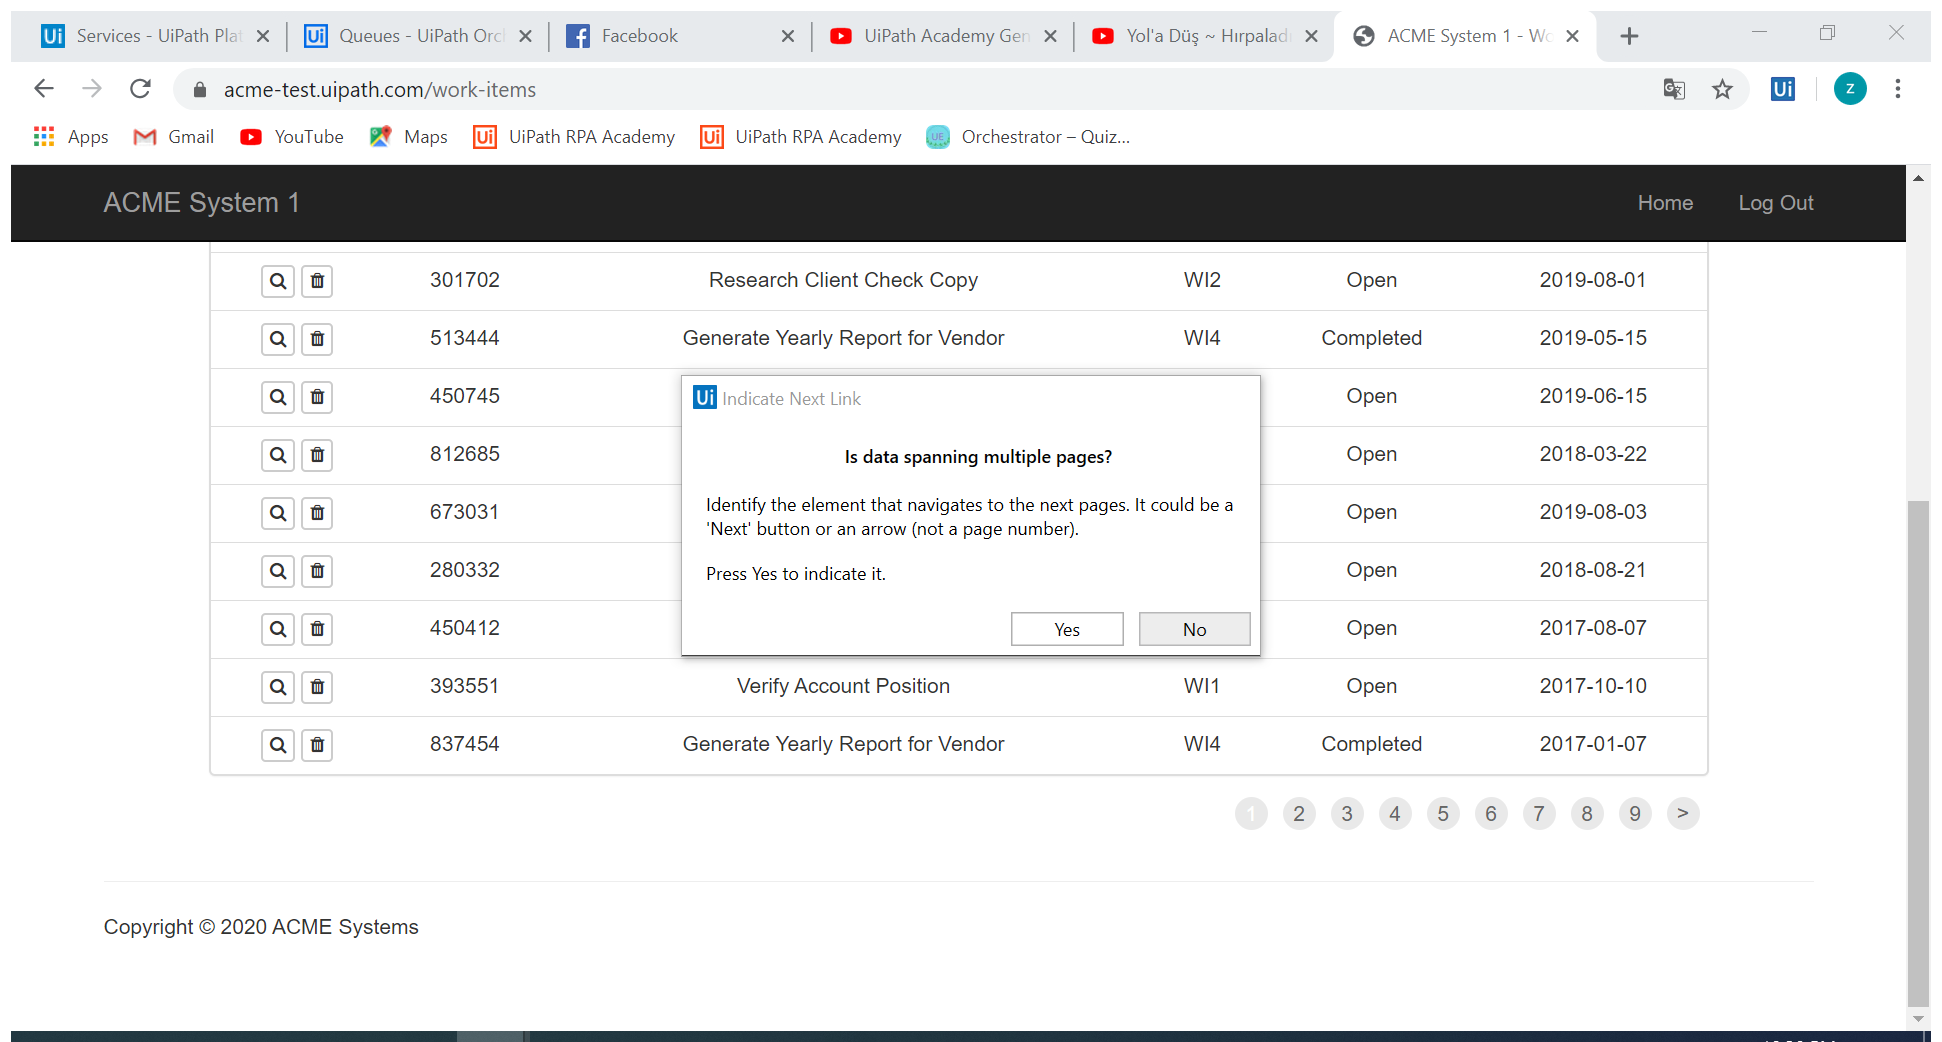 Ui Services - UiPath Plat
Ui Queues - UiPath Orc
Facebook
UiPath Academy Gen
Yol'a Düş ~ Hırpalad
ACME System 1 - Wo
acme-test.uipath.com/work-items
Ui
z
Apps
Gmail
YouTube
Maps
Ui UiPath RPA Academy
Ui UiPath RPA Academy
UE Orchestrator – Quiz...
ACME System 1
Home
Log Out
301702 Research Client Check Copy WI2 Open 2019-08-01
513444 Generate Yearly Report for Vendor WI4 Completed 2019-05-15
450745 Open 2019-06-15
812685 Open 2018-03-22
673031 Open 2019-08-03
280332 Open 2018-08-21
450412 Open 2017-08-07
393551 Verify Account Position WI1 Open 2017-10-10
837454 Generate Yearly Report for Vendor WI4 Completed 2017-01-07
Ui Indicate Next Link
Is data spanning multiple pages?
Identify the element that navigates to the next pages. It could be a
'Next' button or an arrow (not a page number).
Press Yes to indicate it.
Yes
No
1 2 3 4 5 6 7 8 9 >
Copyright © 2020 ACME Systems